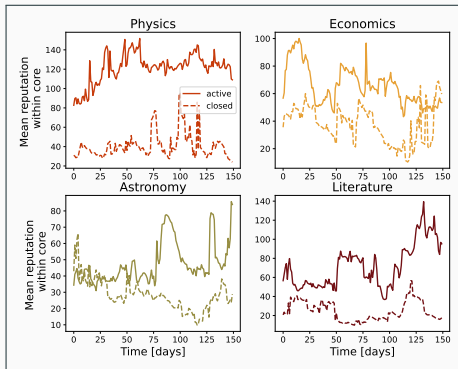 Physics
Economics
Mean reputation
within core
140
120
100
80
60
40
20
active
closed
0 25 50 75 100 125 150
100
80
60
40
20
0 25 50 75 100 125 150
Astronomy
Literature
Mean reputation
within core
80
70
60
50
40
30
20
10
0 25 50 75 100 125 150
Time [days]
140
120
100
80
60
40
20
0 25 50 75 100 125 150
Time [days]